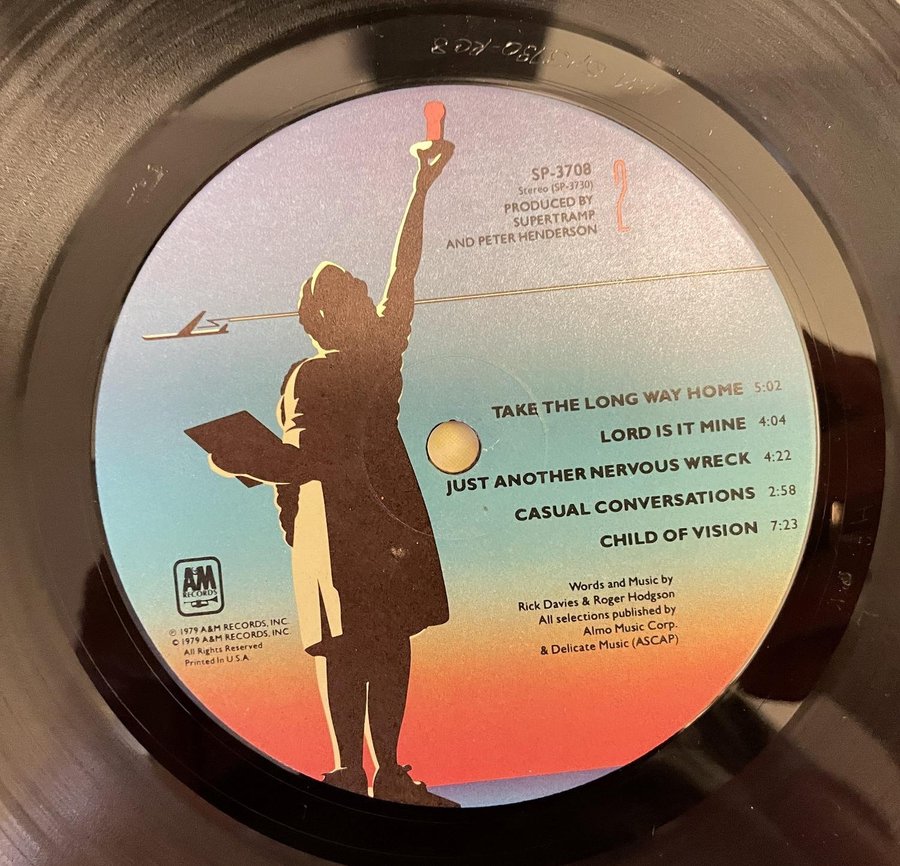 SP-3708
Stereo (SP-3730)
PRODUCED BY
SUPERTRAMP
AND PETER HENDERSON
2
TAKE THE LONG WAY HOME 5:02
LORD IS IT MINE 4:04
JUST ANOTHER NERVOUS WRECK 4:22
CASUAL CONVERSATIONS 2:58
CHILD OF VISION 7:23
Words and Music by
Rick Davies & Roger Hodgson
All selections published by
Almo Music Corp.
& Delicate Music (ASCAP)
A&M
RECORDS
℗ 1979 A&M RECORDS, INC.
© 1979 A&M RECORDS, INC.
All Rights Reserved
Printed In U.S.A.